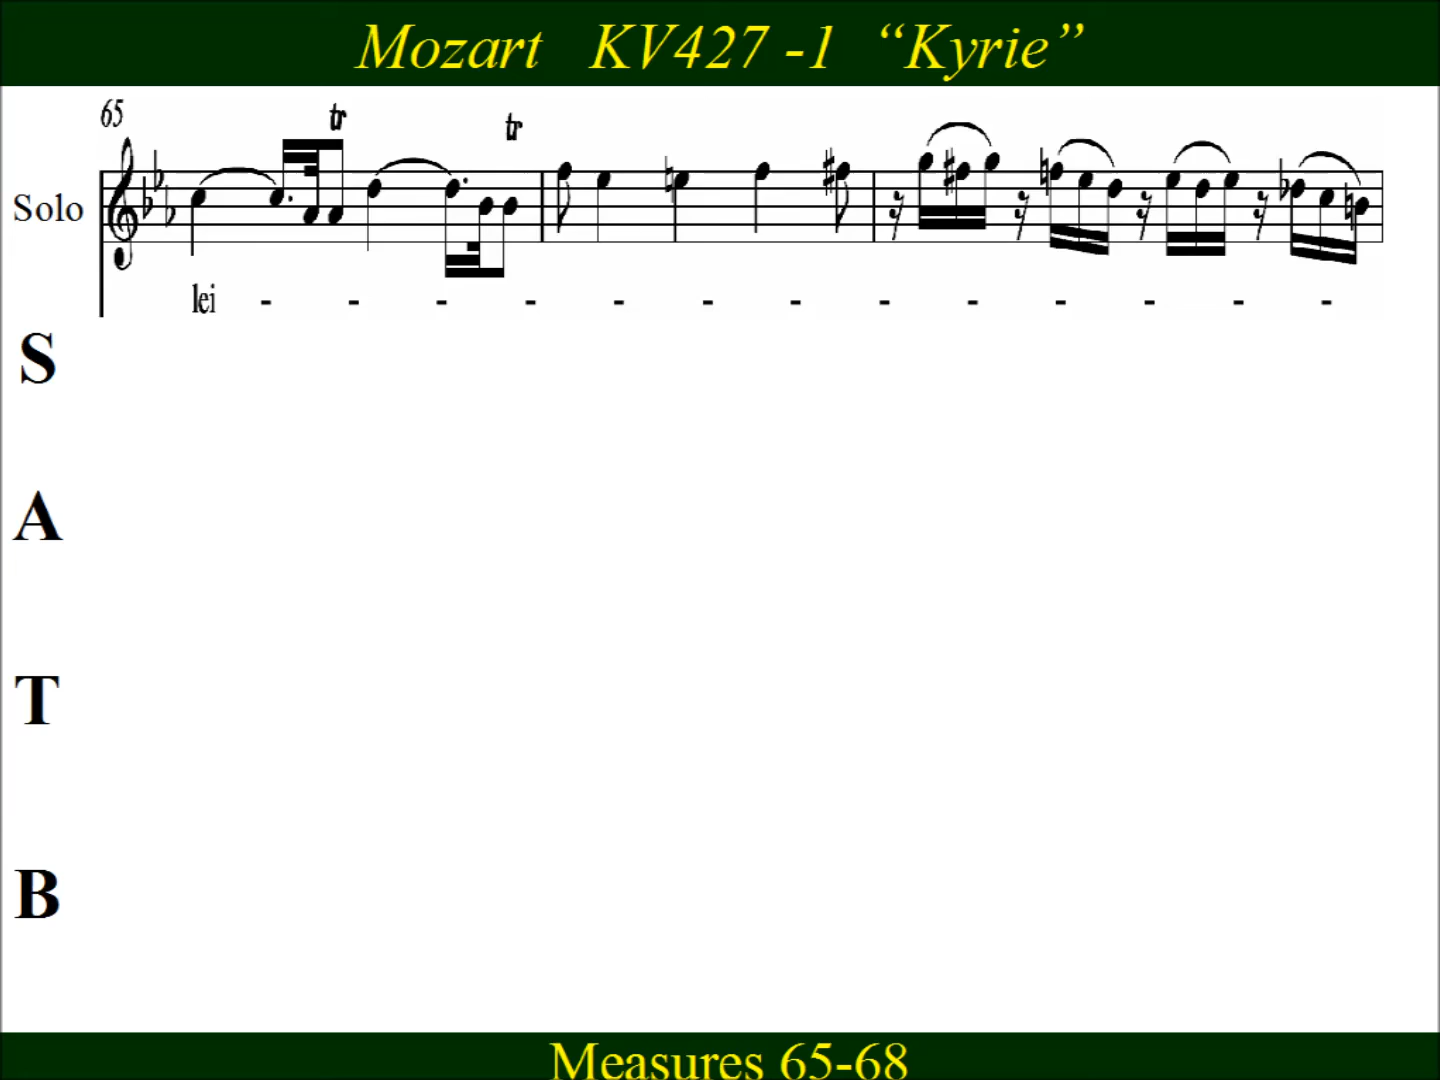 Mozart KV427 -1 “Kyrie”
65
tr tr
Solo
lei - - - - - - - - - - - - -
S
A
T
B
Measures 65-68